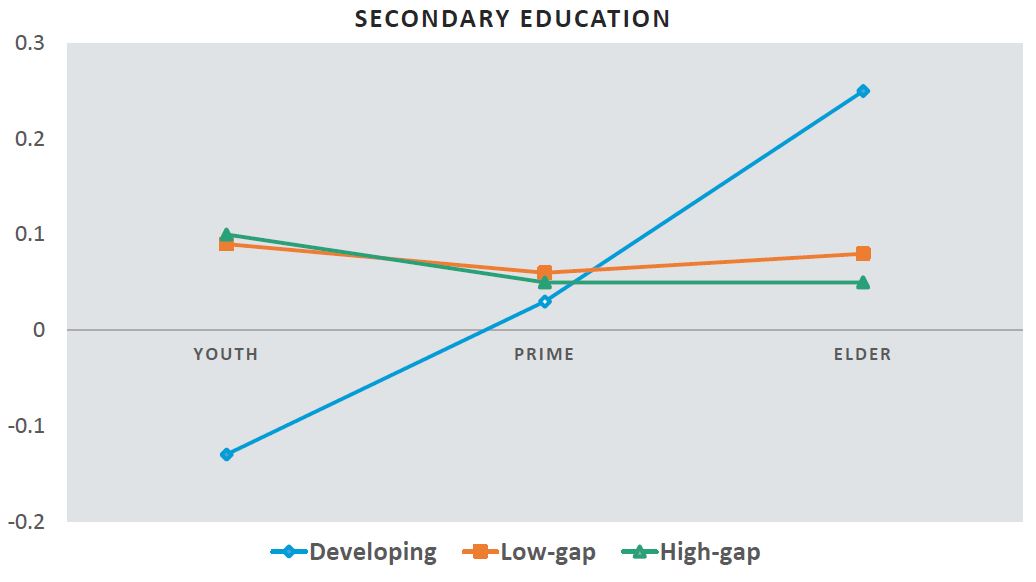 SECONDARY EDUCATION
0.3
0.2
0.1
0
YOUTH PRIME ELDER
-0.1
-0.2
Developing Low-gap High-gap